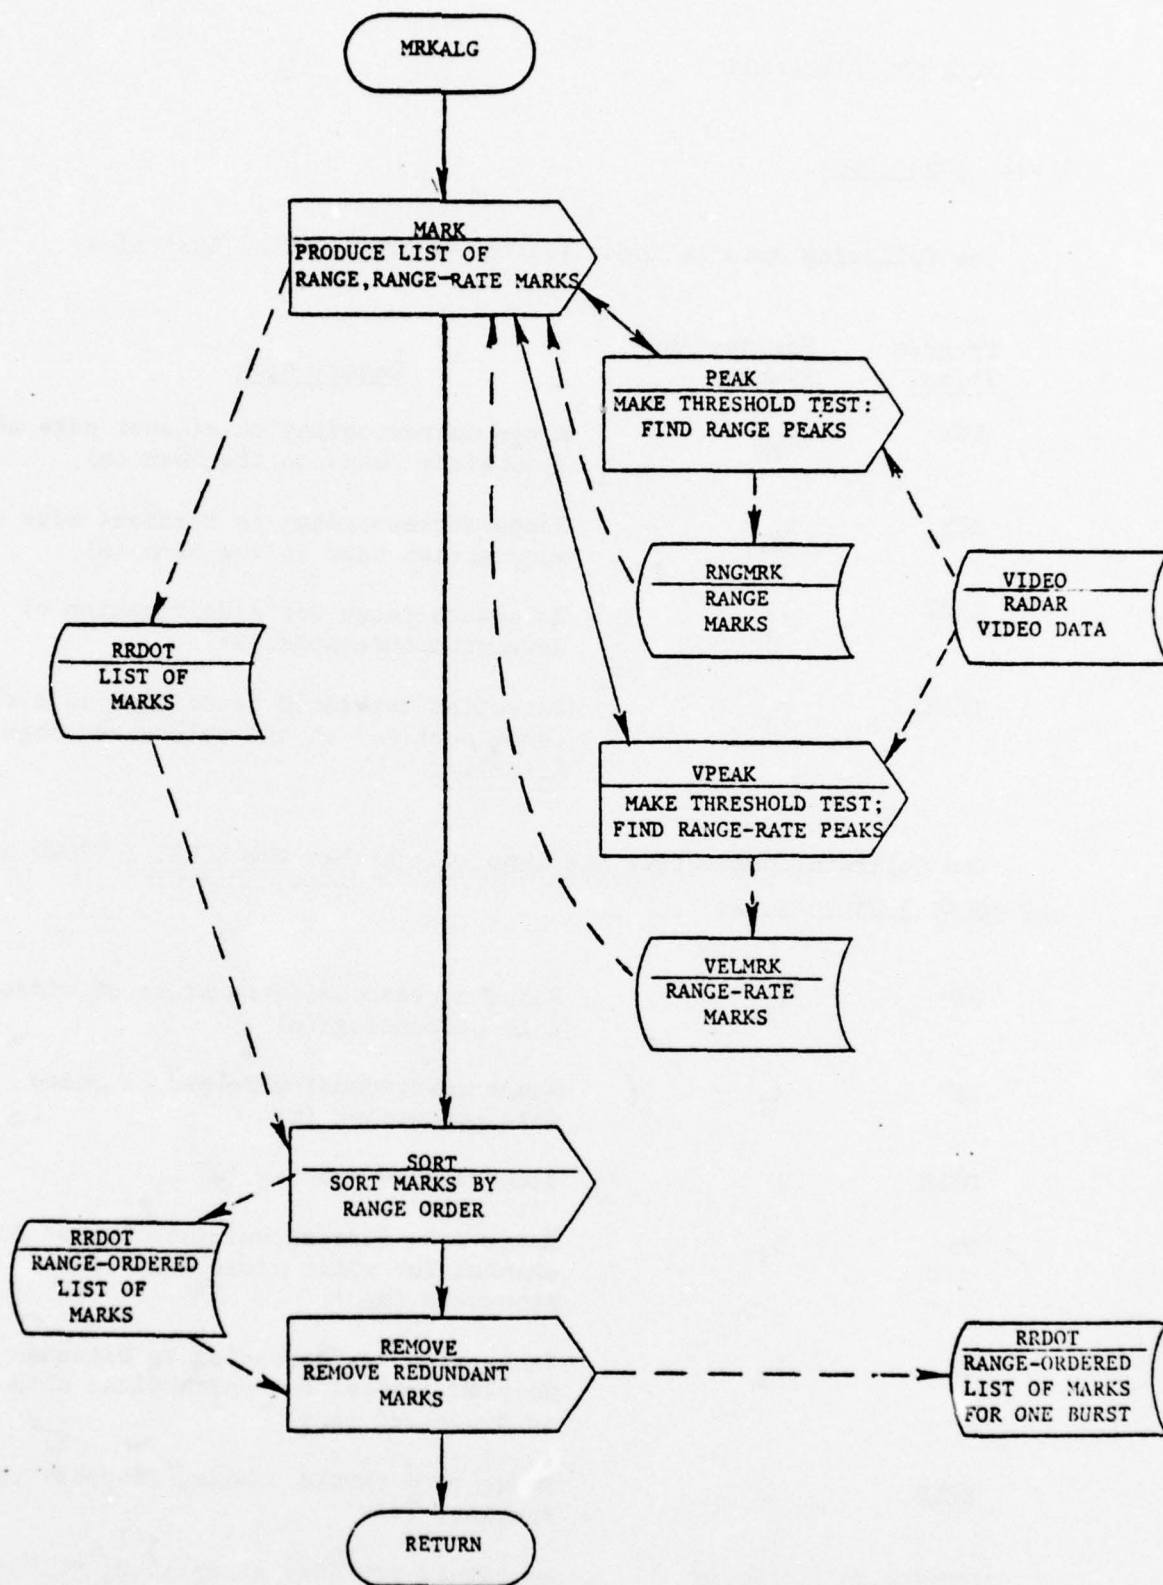 MRKALG
MARK
PRODUCE LIST OF
RANGE, RANGE-RATE MARKS
PEAK
MAKE THRESHOLD TEST:
FIND RANGE PEAKS
RNGMRK
RANGE
MARKS
VIDEO
RADAR
VIDEO DATA
RRDOT
LIST OF
MARKS
VPEAK
MAKE THRESHOLD TEST;
FIND RANGE-RATE PEAKS
VELMRK
RANGE-RATE
MARKS
SORT
SORT MARKS BY
RANGE ORDER
RRDOT
RANGE-ORDERED
LIST OF
MARKS
REMOVE
REMOVE REDUNDANT
MARKS
RRDOT
RANGE-ORDERED
LIST OF MARKS
FOR ONE BURST
RETURN